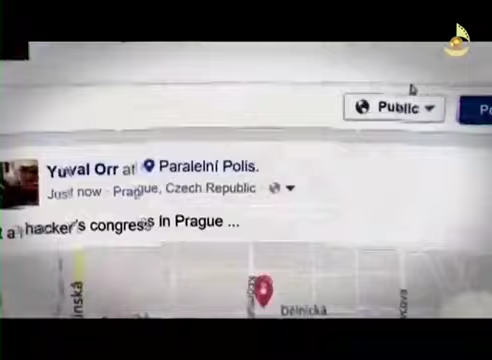 Public
Yuval Orr at Paralelní Polis.
Just now · Prague, Czech Republic
hacker's congress in Prague ...
Dělnická